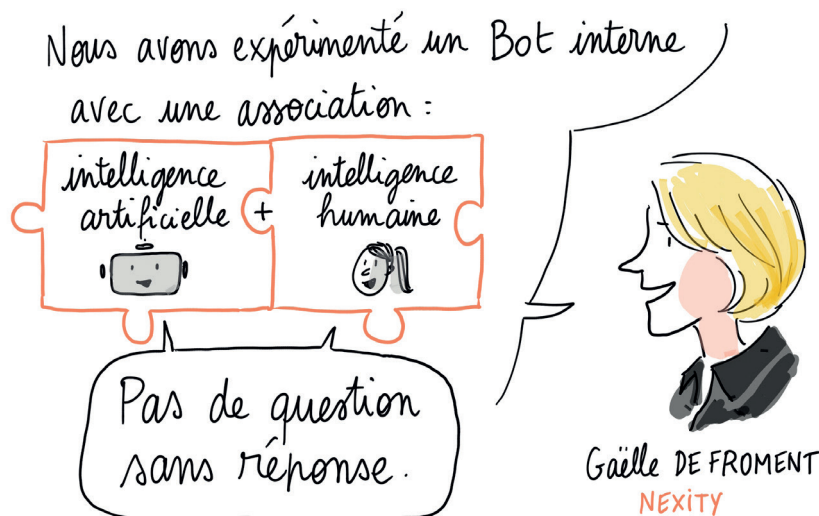 Nous avons expérimenté un Bot interne
avec une association :
intelligence
artificielle
+
intelligence
humaine
Pas de question
sans réponse.
Gaëlle DE FROMENT
NEXiTY